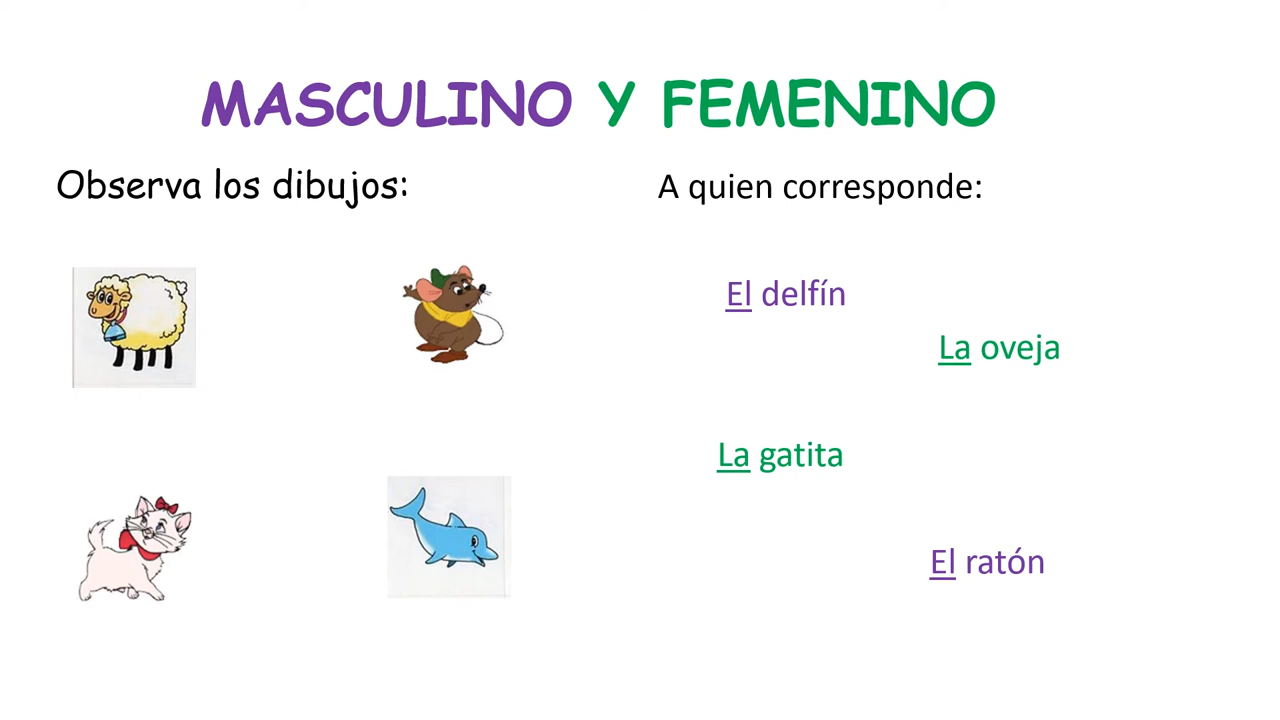 MASCULINO Y FEMENINO
Observa los dibujos:
A quien corresponde:
El delfín
La oveja
La gatita
El ratón